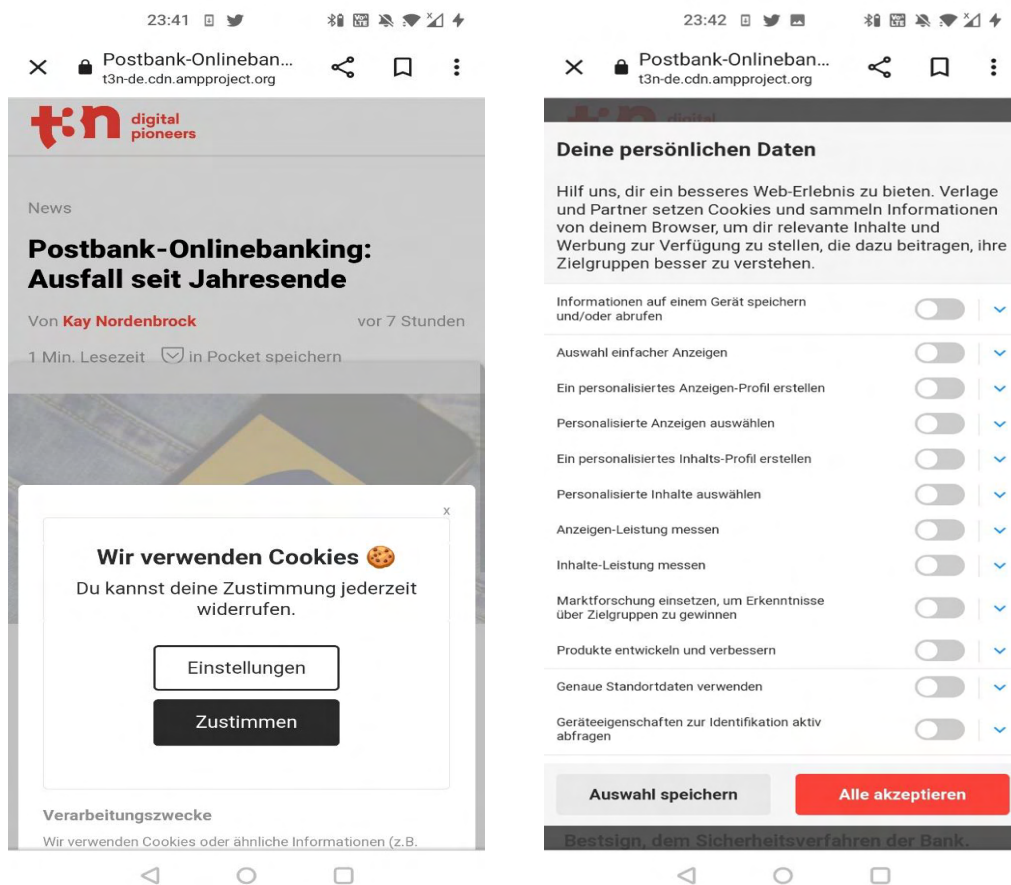 23:41
Postbank-Onlineban...
t3n-de.cdn.ampproject.org
t3n digital
pioneers
News
Postbank-Onlinebanking:
Ausfall seit Jahresende
Von Kay Nordenbrock vor 7 Stunden
1 Min. Lesezeit in Pocket speichern
x
Wir verwenden Cookies 🍪
Du kannst deine Zustimmung jederzeit
widerrufen.
Einstellungen
Zustimmen
Verarbeitungszwecke
Wir verwenden Cookies oder ähnliche Informationen (z.B.
23:42
Postbank-Onlineban...
t3n-de.cdn.ampproject.org
digital
Deine persönlichen Daten
Hilf uns, dir ein besseres Web-Erlebnis zu bieten. Verlage
und Partner setzen Cookies und sammeln Informationen
von deinem Browser, um dir relevante Inhalte und
Werbung zur Verfügung zu stellen, die dazu beitragen, ihre
Zielgruppen besser zu verstehen.
Informationen auf einem Gerät speichern
und/oder abrufen
Auswahl einfacher Anzeigen
Ein personalisiertes Anzeigen-Profil erstellen
Personalisierte Anzeigen auswählen
Ein personalisiertes Inhalts-Profil erstellen
Personalisierte Inhalte auswählen
Anzeigen-Leistung messen
Inhalte-Leistung messen
Marktforschung einsetzen, um Erkenntnisse
über Zielgruppen zu gewinnen
Produkte entwickeln und verbessern
Genaue Standortdaten verwenden
Geräteeigenschaften zur Identifikation aktiv
abfragen
Auswahl speichern Alle akzeptieren
Bestsign, dem Sicherheitsverfahren der Bank.